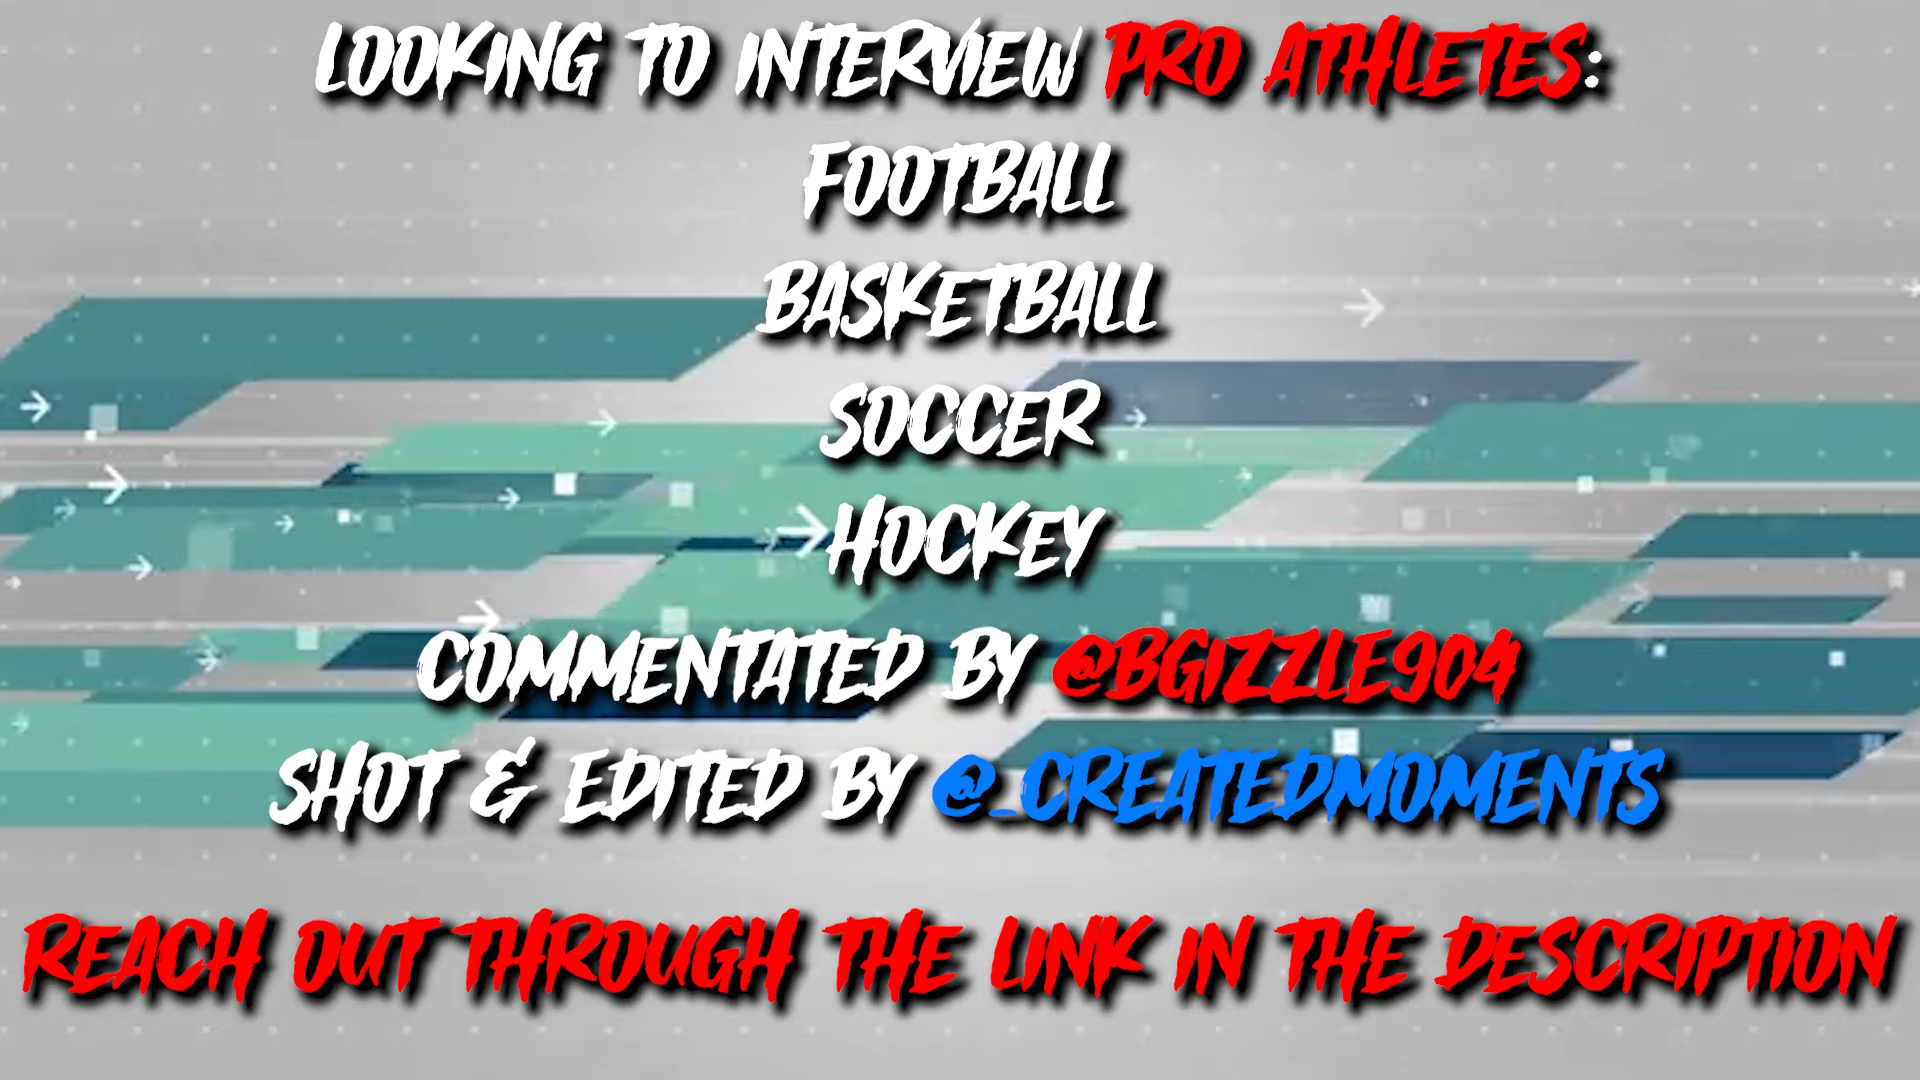 LOOKING TO INTERVIEW PRO ATHLETES:
FOOTBALL
BASKETBALL
SOCCER
HOCKEY
COMMENTATED BY @BGIZZLE904
SHOT & EDITED BY @_CREATEDMOMENTS
REACH OUT THROUGH THE LINK IN THE DESCRIPTION